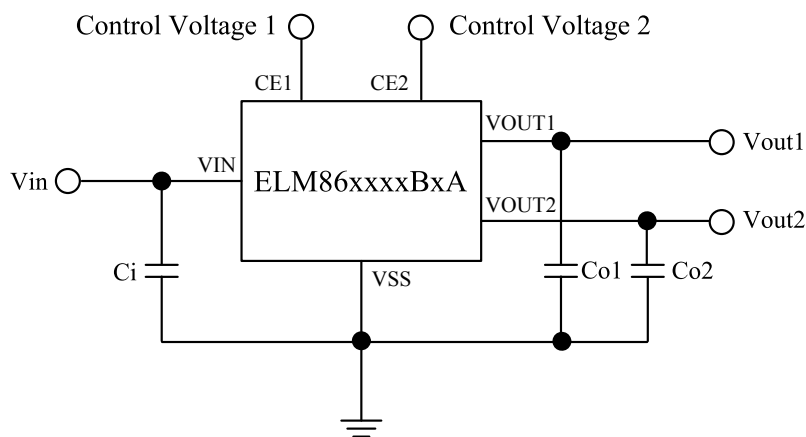 Control Voltage 1
Control Voltage 2
CE1
CE2
VOUT1
Vout1
Vin
VIN
ELM86xxxxBxA
VOUT2
Vout2
Ci
VSS
Co1
Co2